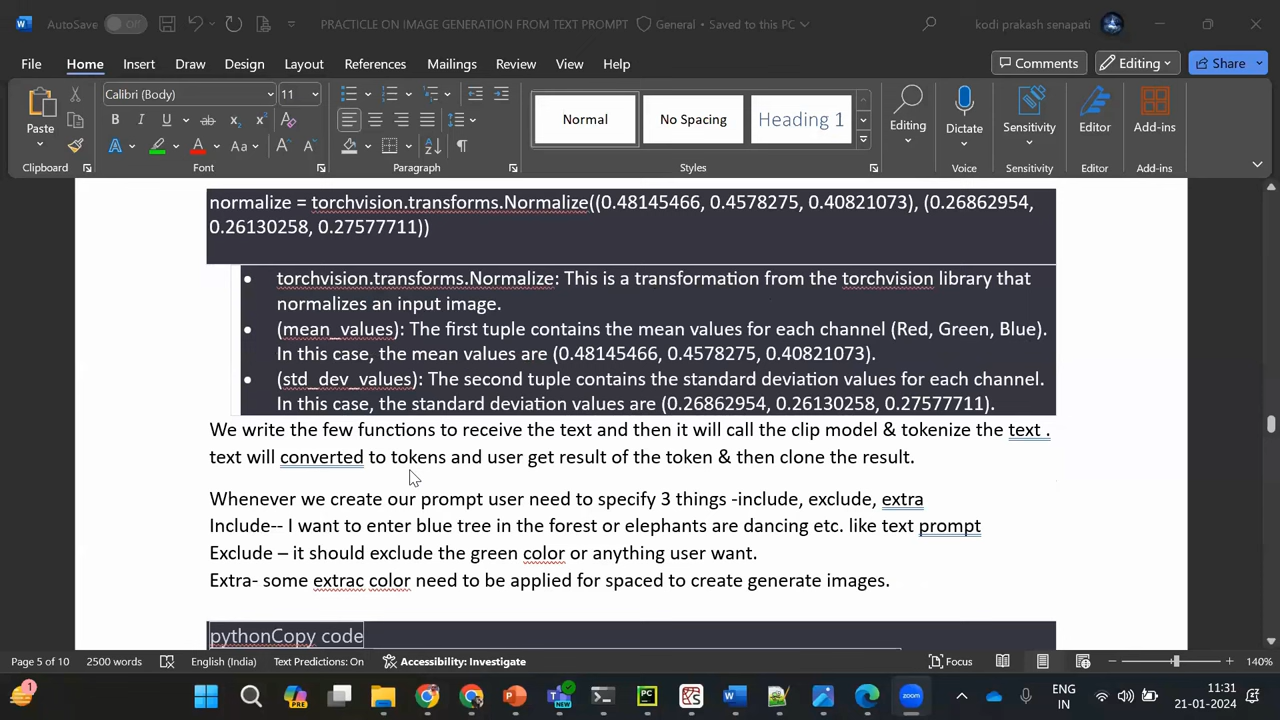 AutoSave Off PRACTICLE ON IMAGE GENERATION FROM TEXT PROMPT General • Saved to this PC kodi prakash senapati
File Home Insert Draw Design Layout References Mailings Review View Help Comments Editing Share
Calibri (Body) 11 Normal No Spacing Heading 1
Paste Editing Dictate Sensitivity Editor Add-ins
Clipboard Font Paragraph Styles Voice Sensitivity Editor Add-ins
normalize = torchvision.transforms.Normalize((0.48145466, 0.4578275, 0.40821073), (0.26862954,
0.26130258, 0.27577711))
• torchvision.transforms.Normalize: This is a transformation from the torchvision library that
normalizes an input image.
• (mean_values): The first tuple contains the mean values for each channel (Red, Green, Blue).
In this case, the mean values are (0.48145466, 0.4578275, 0.40821073).
• (std_dev_values): The second tuple contains the standard deviation values for each channel.
In this case, the standard deviation values are (0.26862954, 0.26130258, 0.27577711).
We write the few functions to receive the text and then it will call the clip model & tokenize the text .
text will converted to tokens and user get result of the token & then clone the result.
Whenever we create our prompt user need to specify 3 things -include, exclude, extra
Include-- I want to enter blue tree in the forest or elephants are dancing etc. like text prompt
Exclude – it should exclude the green color or anything user want.
Extra- some extrac color need to be applied for spaced to create generate images.
pythonCopy code
Page 5 of 10 2500 words English (India) Text Predictions: On Accessibility: Investigate Focus 140%
1 PRE NEW zoom ENG 11:31
IN 21-01-2024